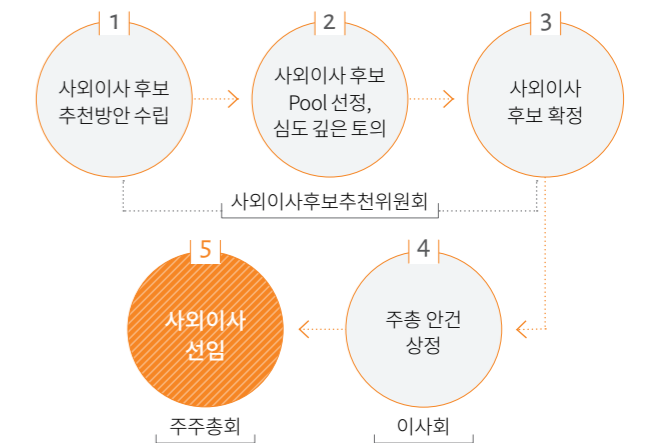 1
사외이사 후보
추천방안 수립
2
사외이사 후보
Pool 선정,
심도 깊은 토의
3
사외이사
후보 확정
사외이사후보추천위원회
5
사외이사
선임
주주총회
4
주총 안건
상정
이사회